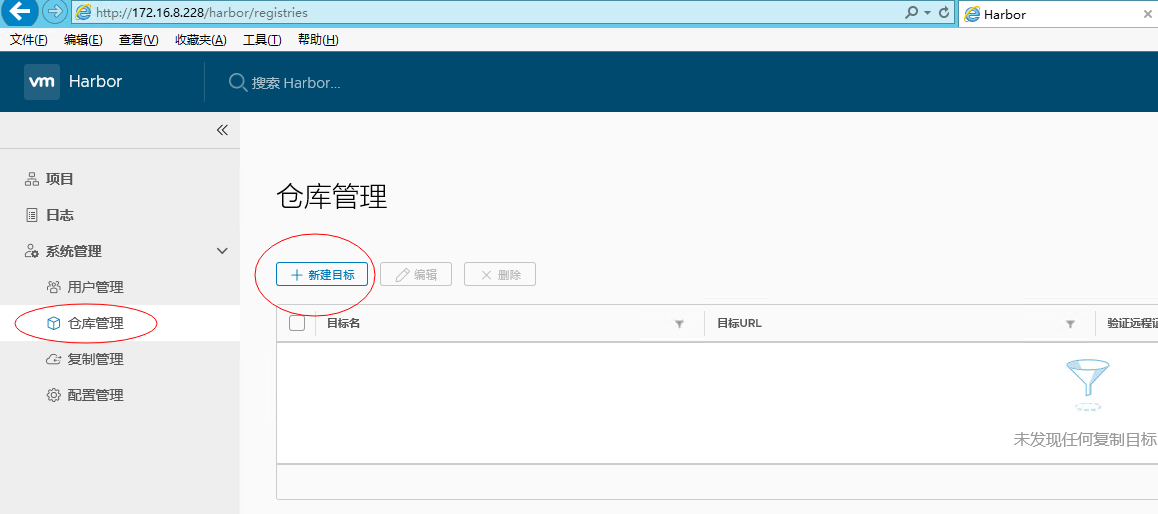 http://172.16.8.228/harbor/registries
Harbor
文件(F) 编辑(E) 查看(V) 收藏夹(A) 工具(T) 帮助(H)
vm Harbor 搜索 Harbor...
项目
日志
系统管理
用户管理
仓库管理
复制管理
配置管理
仓库管理
新建目标 编辑 删除
目标名 目标URL 验证远程
未发现任何复制目标